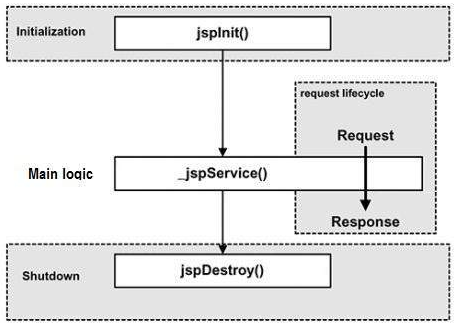 Initialization
jspInit()
request lifecycle
Request
Main logic
_jspService()
Response
Shutdown
jspDestroy()